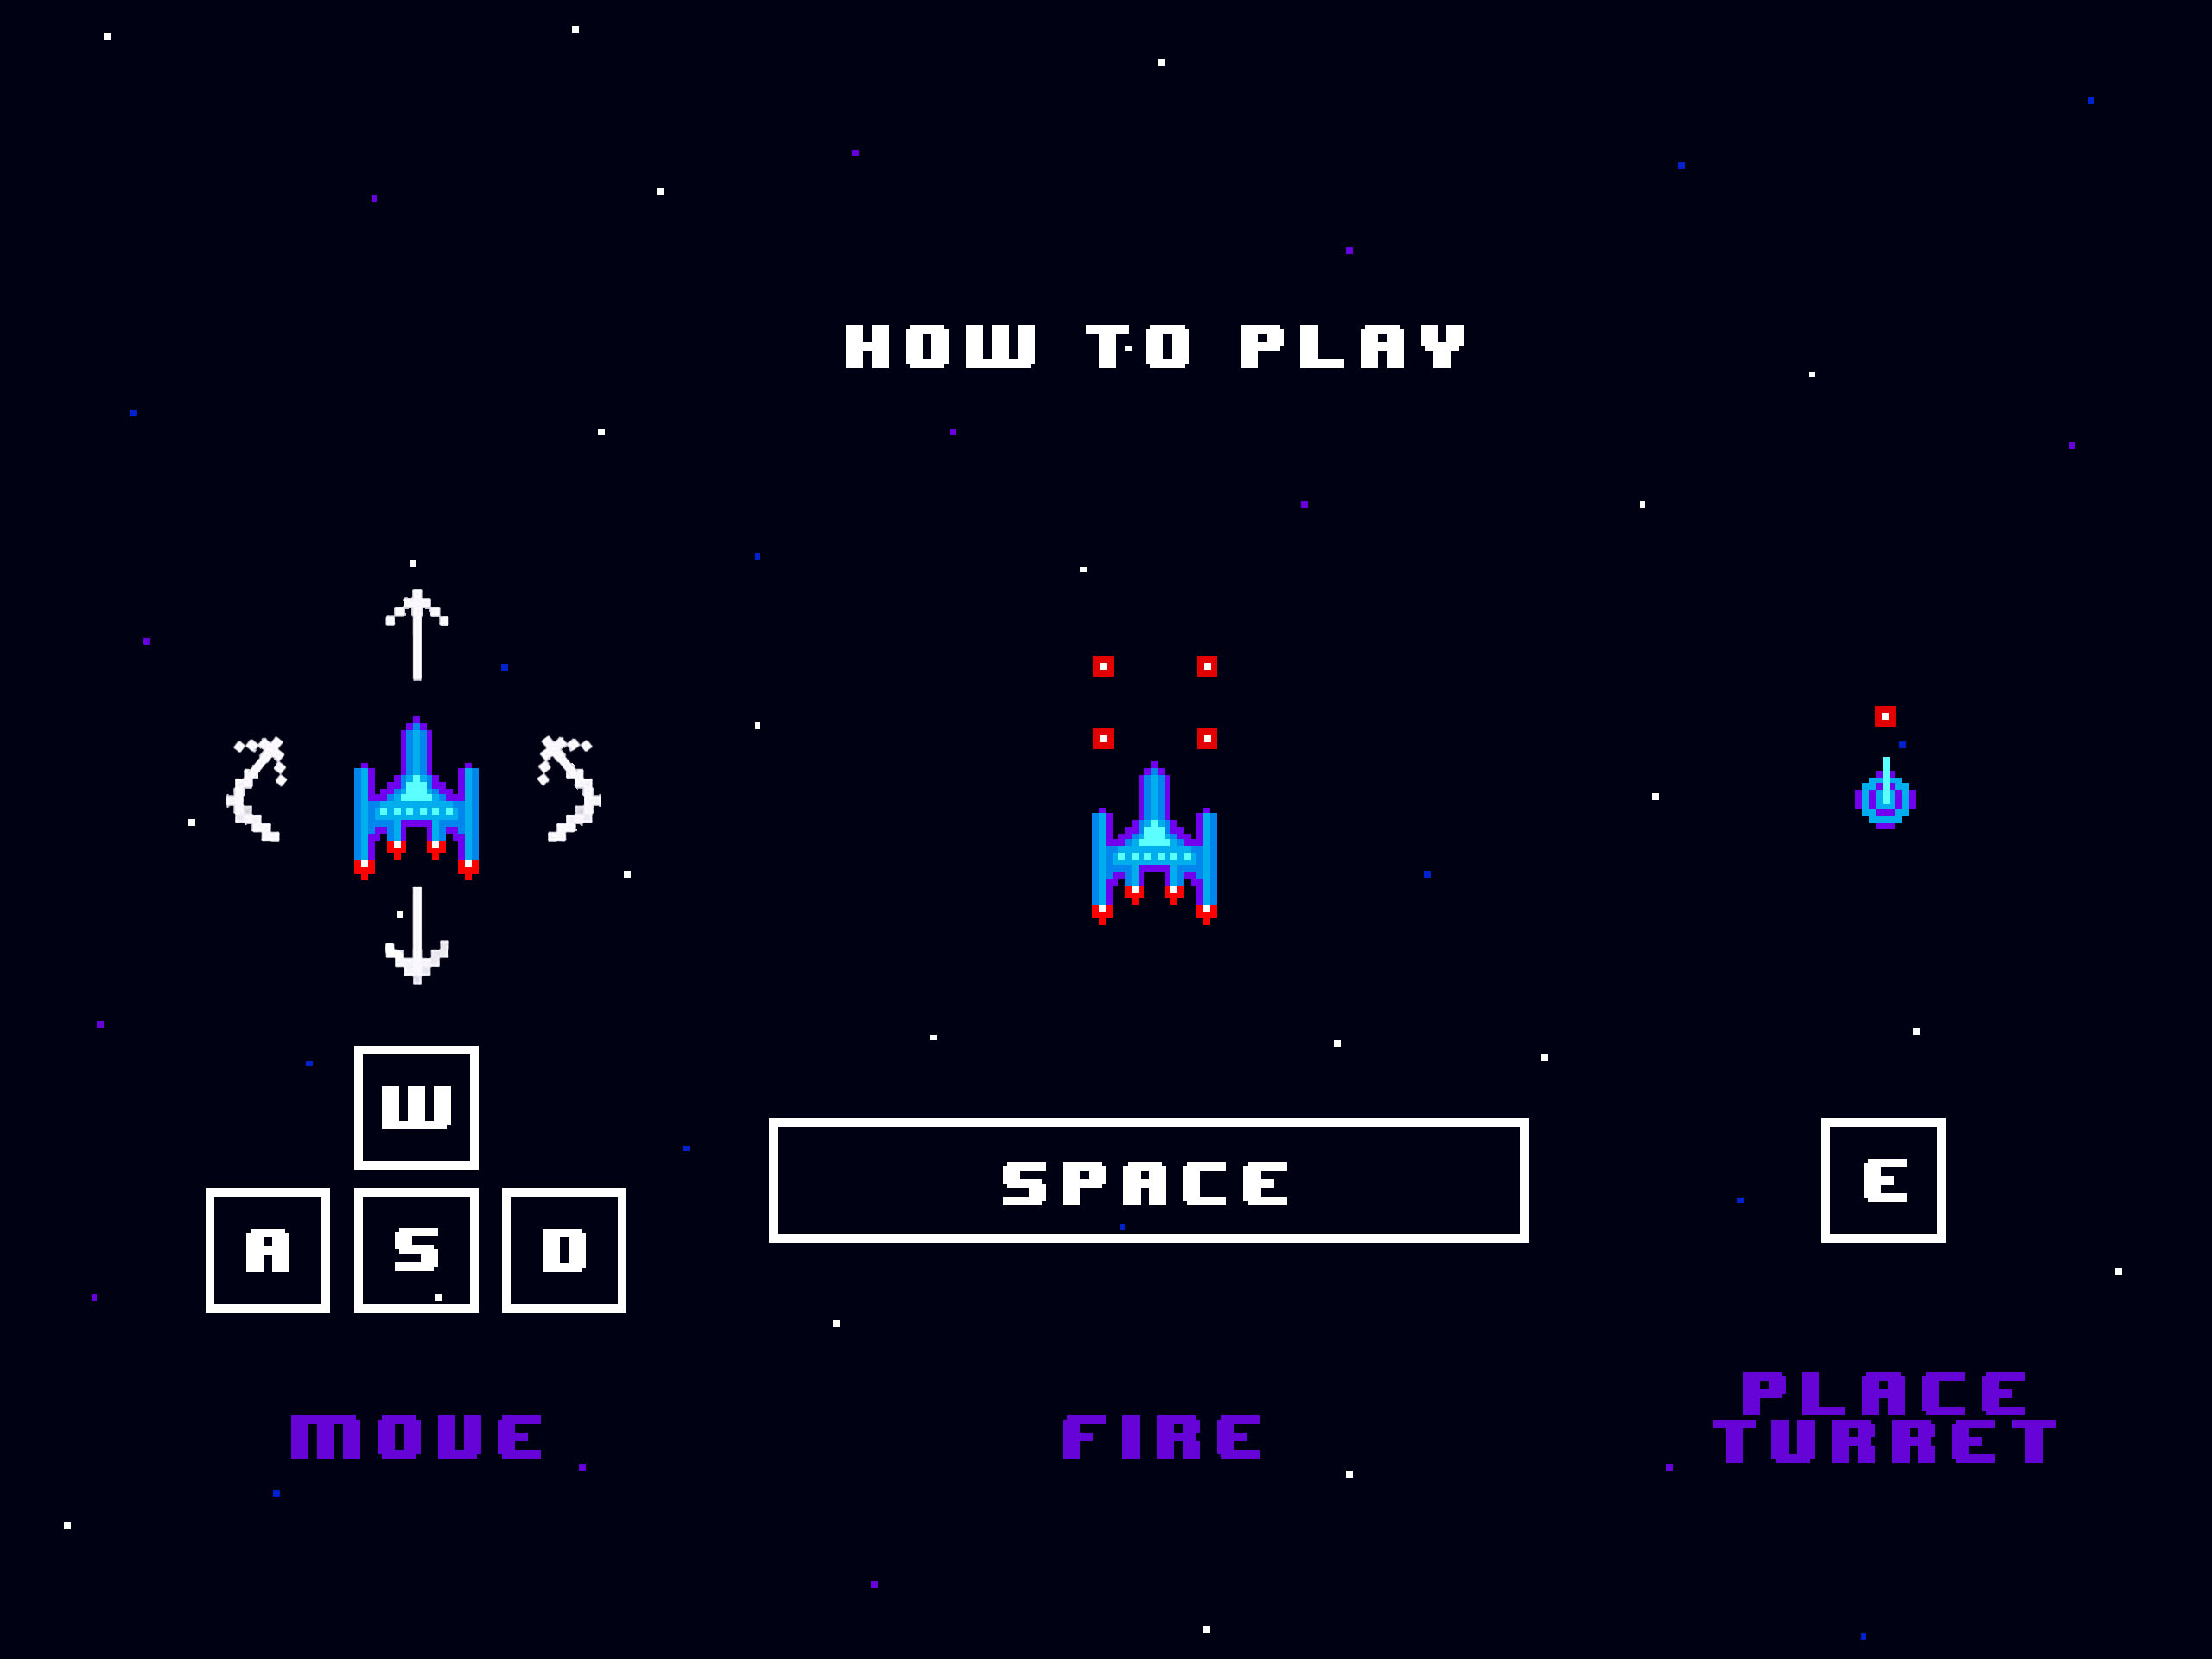 HOW TO PLAY
W
A S D
SPACE
E
MOVE
FIRE
PLACE
TURRET